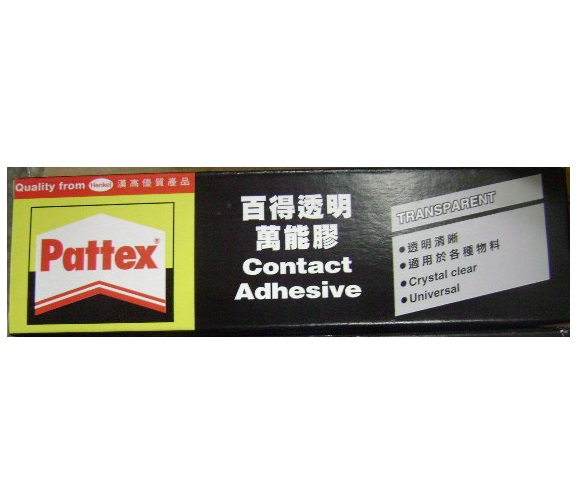 Quality from Henkel 漢高優質產品
Pattex®
百得透明
萬能膠
Contact
Adhesive
TRANSPARENT
●透明清晰
●適用於各種物料
●Crystal clear
●Universal